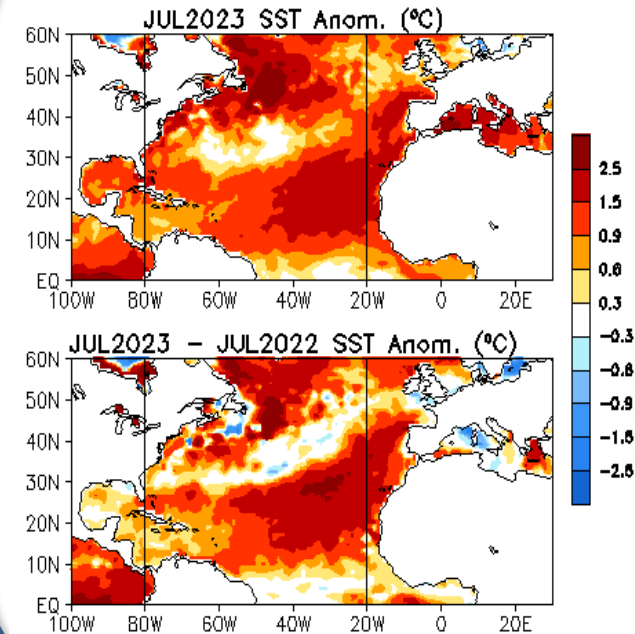 JUL2023 SST Anom. (ºC)
60N
50N
40N
30N
20N
10N
EQ
100W 80W 60W 40W 20W 0 20E
2.5
1.5
0.9
0.6
0.3
-0.3
-0.6
-0.9
-1.5
-2.5
JUL2023 - JUL2022 SST Anom. (ºC)
60N
50N
40N
30N
20N
10N
EQ
100W 80W 60W 40W 20W 0 20E